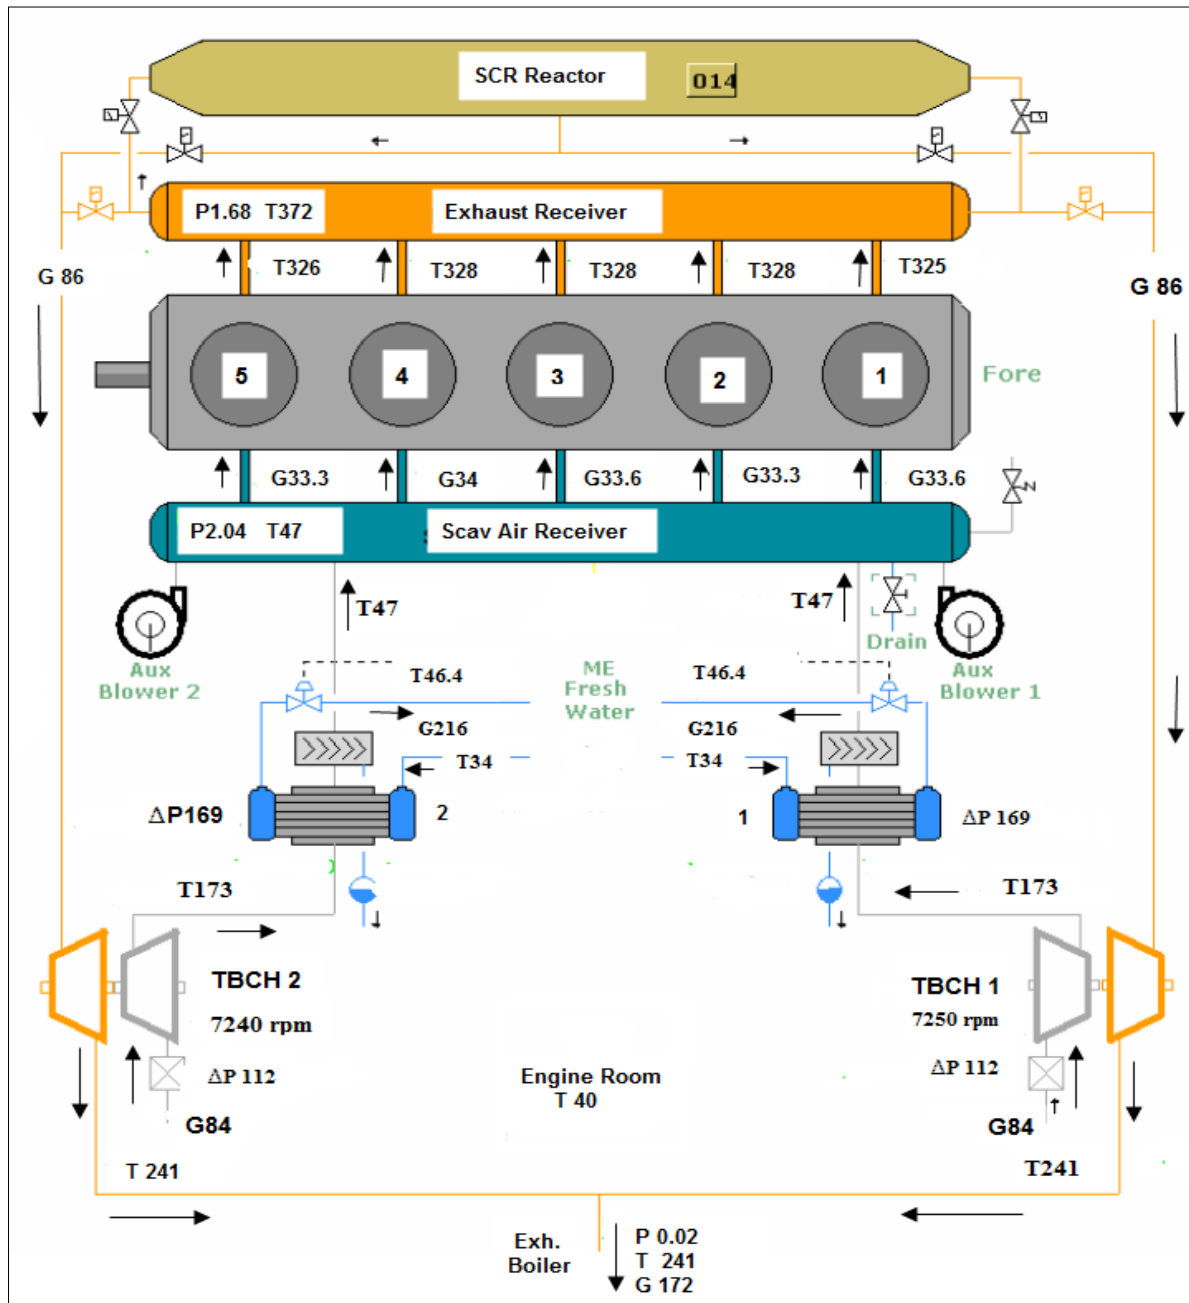 SCR Reactor
014
P1.68 T372
Exhaust Receiver
T326
T328
T328
T328
T325
G 86
G 86
5
4
3
2
1
Fore
G33.3
G34
G33.6
G33.3
G33.6
P2.04 T47
Scav Air Receiver
T47
T47
Drain
Aux
Blower 2
Aux
Blower 1
T46.4
ME
Fresh
Water
T46.4
G216
G216
T34
T34
ΔP169
2
1
ΔP 169
T173
T173
TBCH 2
7240 rpm
TBCH 1
7250 rpm
ΔP 112
ΔP 112
Engine Room
T 40
G84
G84
T 241
T241
Exh.
Boiler
P 0.02
T 241
G 172